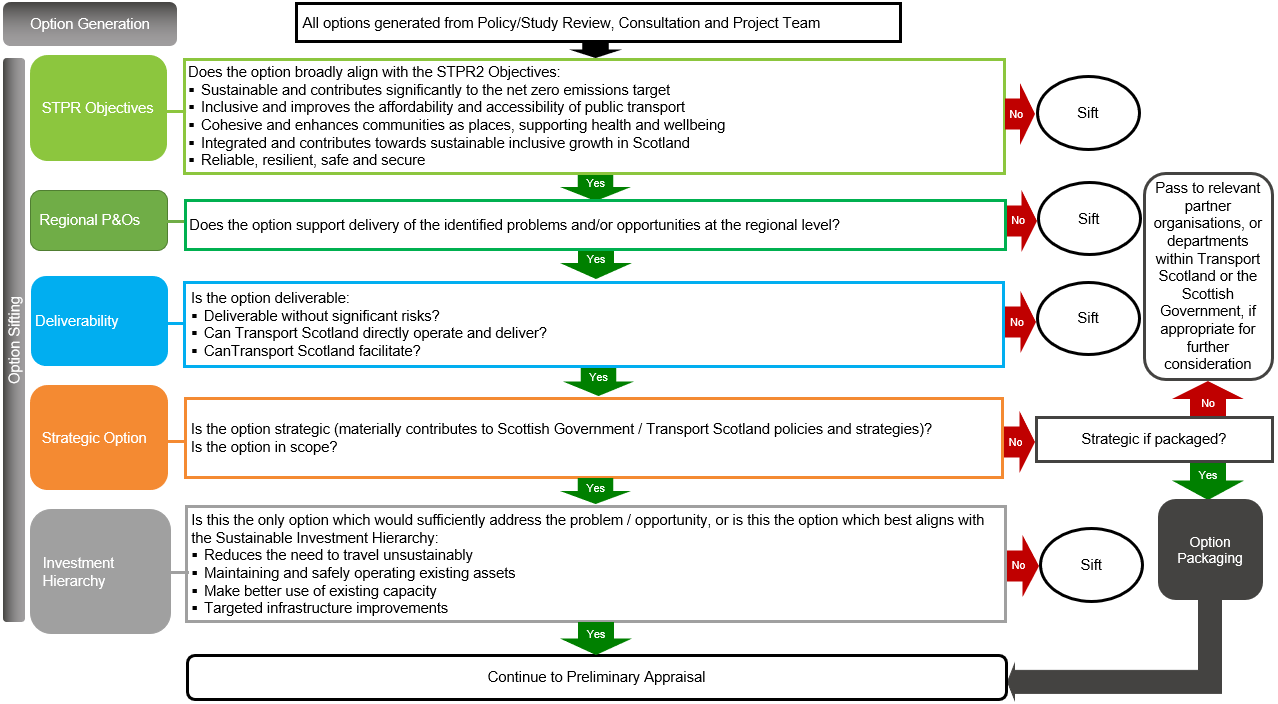 Option Generation
All options generated from Policy/Study Review, Consultation and Project Team
Option Sifting
STPR Objectives
Does the option broadly align with the STPR2 Objectives:
▪ Sustainable and contributes significantly to the net zero emissions target
▪ Inclusive and improves the affordability and accessibility of public transport
▪ Cohesive and enhances communities as places, supporting health and wellbeing
▪ Integrated and contributes towards sustainable inclusive growth in Scotland
▪ Reliable, resilient, safe and secure
No
Sift
Yes
Regional P&Os
Does the option support delivery of the identified problems and/or opportunities at the regional level?
No
Sift
Yes
Deliverability
Is the option deliverable:
▪ Deliverable without significant risks?
▪ Can Transport Scotland directly operate and deliver?
▪ CanTransport Scotland facilitate?
No
Sift
Yes
Strategic Option
Is the option strategic (materially contributes to Scottish Government / Transport Scotland policies and strategies)?
Is the option in scope?
No
Strategic if packaged?
No
Pass to relevant
partner
organisations, or
departments
within Transport
Scotland or the
Scottish
Government, if
appropriate for
further
consideration
Yes
Option
Packaging
Yes
Investment
Hierarchy
Is this the only option which would sufficiently address the problem / opportunity, or is this the option which best aligns with
the Sustainable Investment Hierarchy:
▪ Reduces the need to travel unsustainably
▪ Maintaining and safely operating existing assets
▪ Make better use of existing capacity
▪ Targeted infrastructure improvements
No
Sift
Yes
Continue to Preliminary Appraisal